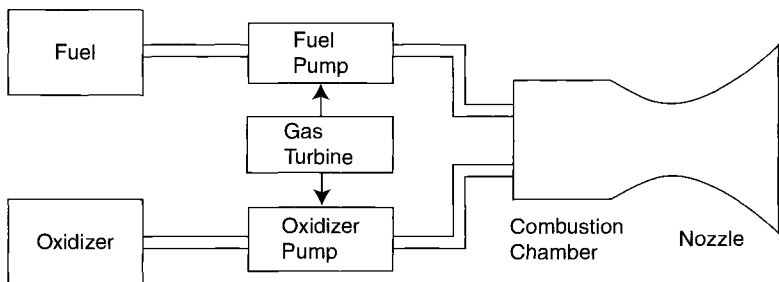 Fuel
Fuel
Pump
Gas
Turbine
Oxidizer
Oxidizer
Pump
Combustion
Chamber
Nozzle